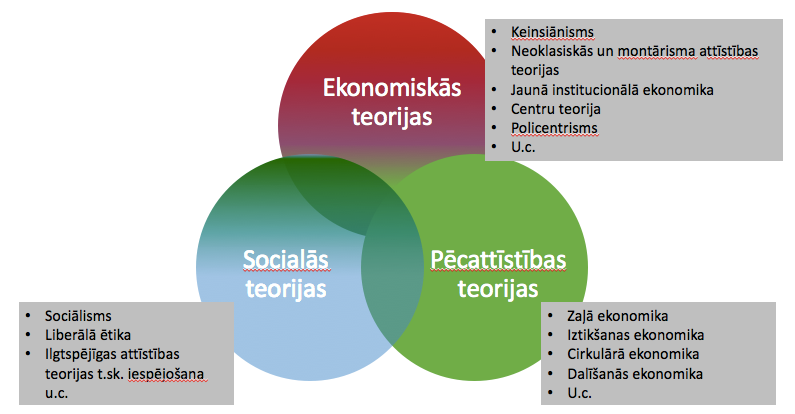 Ekonomiskās
teorijas
• Keinsiānisms
• Neoklasiskās un montārisma attīstības
teorijas
• Jaunā institucionālā ekonomika
• Centru teorija
• Policentrisms
• U.c.
Socialās
teorijas
Pēcattīstības
teorijas
• Sociālisms
• Liberālā ētika
• Ilgtspējīgas attīstības
teorijas t.sk. iespējošana
u.c.
• Zaļā ekonomika
• Iztikšanas ekonomika
• Cirkulārā ekonomika
• Dalīšanās ekonomika
• U.c.